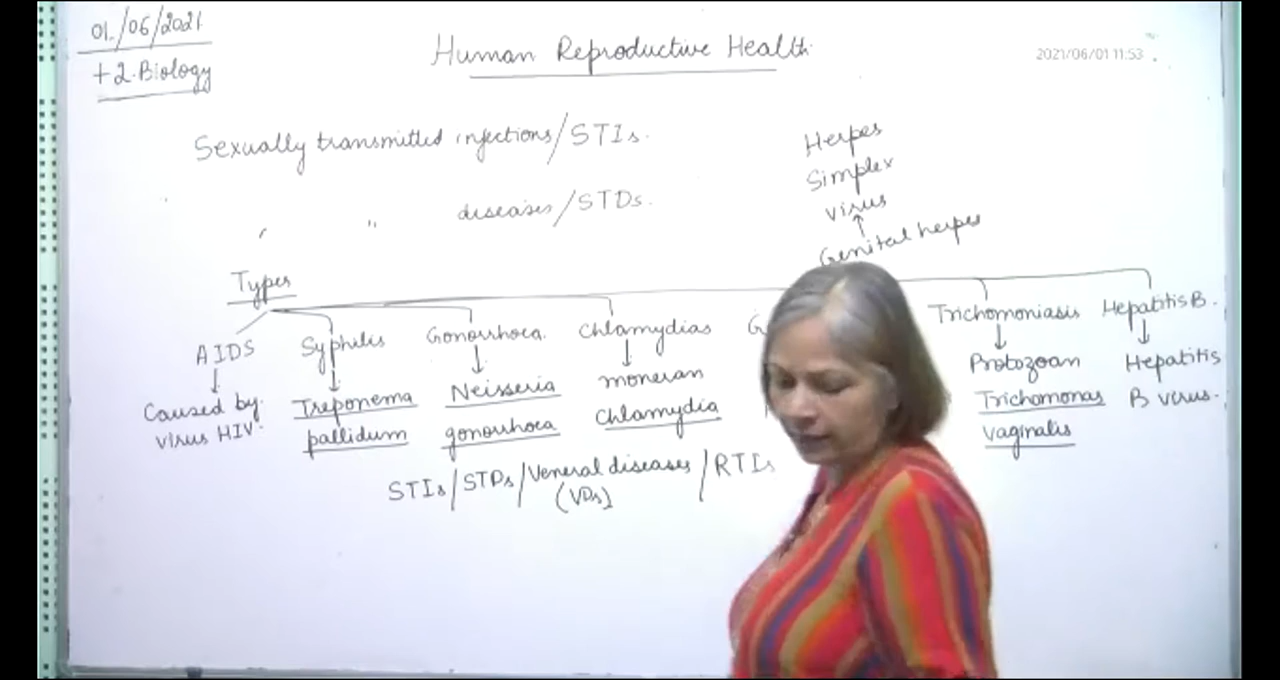 01/06/2021
+2 Biology
Human Reproductive Health
2021/06/01 11:53
Sexually transmitted infections/STIs.
" " diseases/STDs.
Herpes
Simplex
virus
Genital herpes
Types
AIDS
Caused by
virus HIV.
Syphilis
Treponema
pallidum
Gonorrhoea.
Neisseria
gonorrhoea
Chlamydias
moneran
Chlamydia
G
Trichomoniasis
Protozoan
Trichomonas
vaginalis
Hepatitis B.
Hepatitis
B virus.
STIs/STDs/Veneral diseases/RTIs
(VDs)